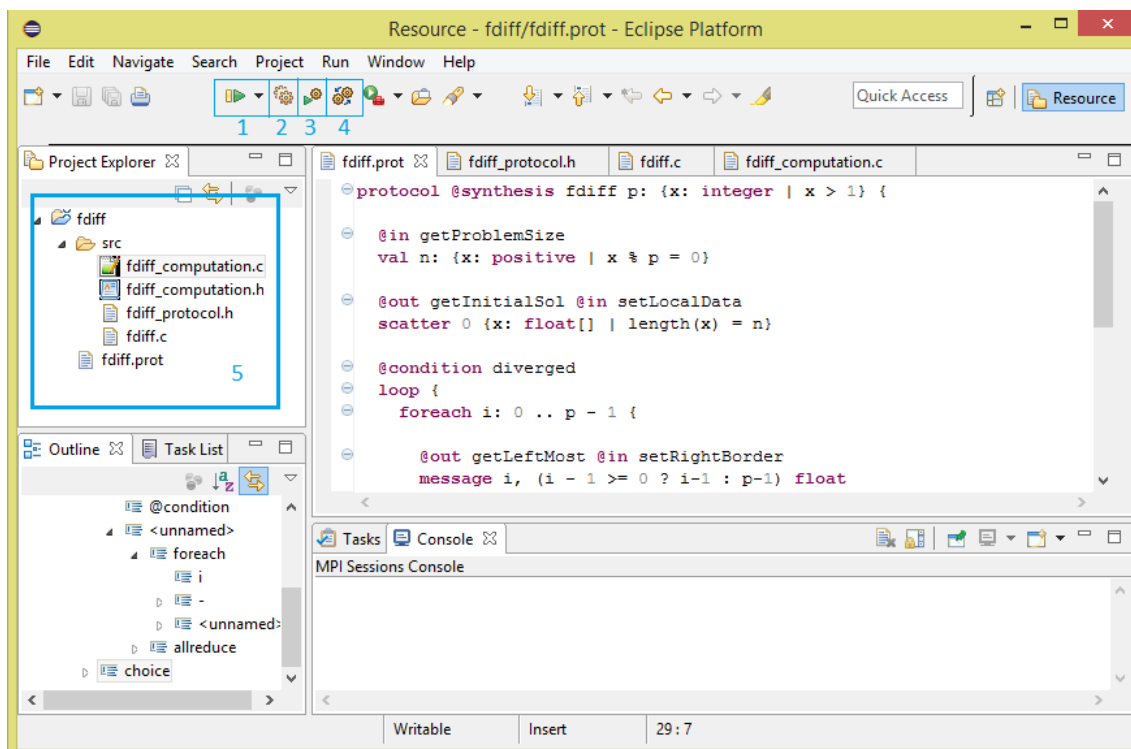 Resource - fdiff/fdiff.prot - Eclipse Platform
File Edit Navigate Search Project Run Window Help
Quick Access
Resource
1 2 3 4
Project Explorer
fdiff
src
fdiff_computation.c
fdiff_computation.h
fdiff_protocol.h
fdiff.c
fdiff.prot
5
fdiff.prot fdiff_protocol.h fdiff.c fdiff_computation.c
protocol @synthesis fdiff p: {x: integer | x > 1} {
@in getProblemSize
val n: {x: positive | x % p = 0}
@out getInitialSol @in setLocalData
scatter 0 {x: float[] | length(x) = n}
@condition diverged
loop {
foreach i: 0 .. p - 1 {
@out getLeftMost @in setRightBorder
message i, (i - 1 >= 0 ? i-1 : p-1) float
Outline Task List
@condition
<unnamed>
foreach
i
-
<unnamed>
allreduce
choice
Tasks Console
MPI Sessions Console
Writable Insert 29 : 7